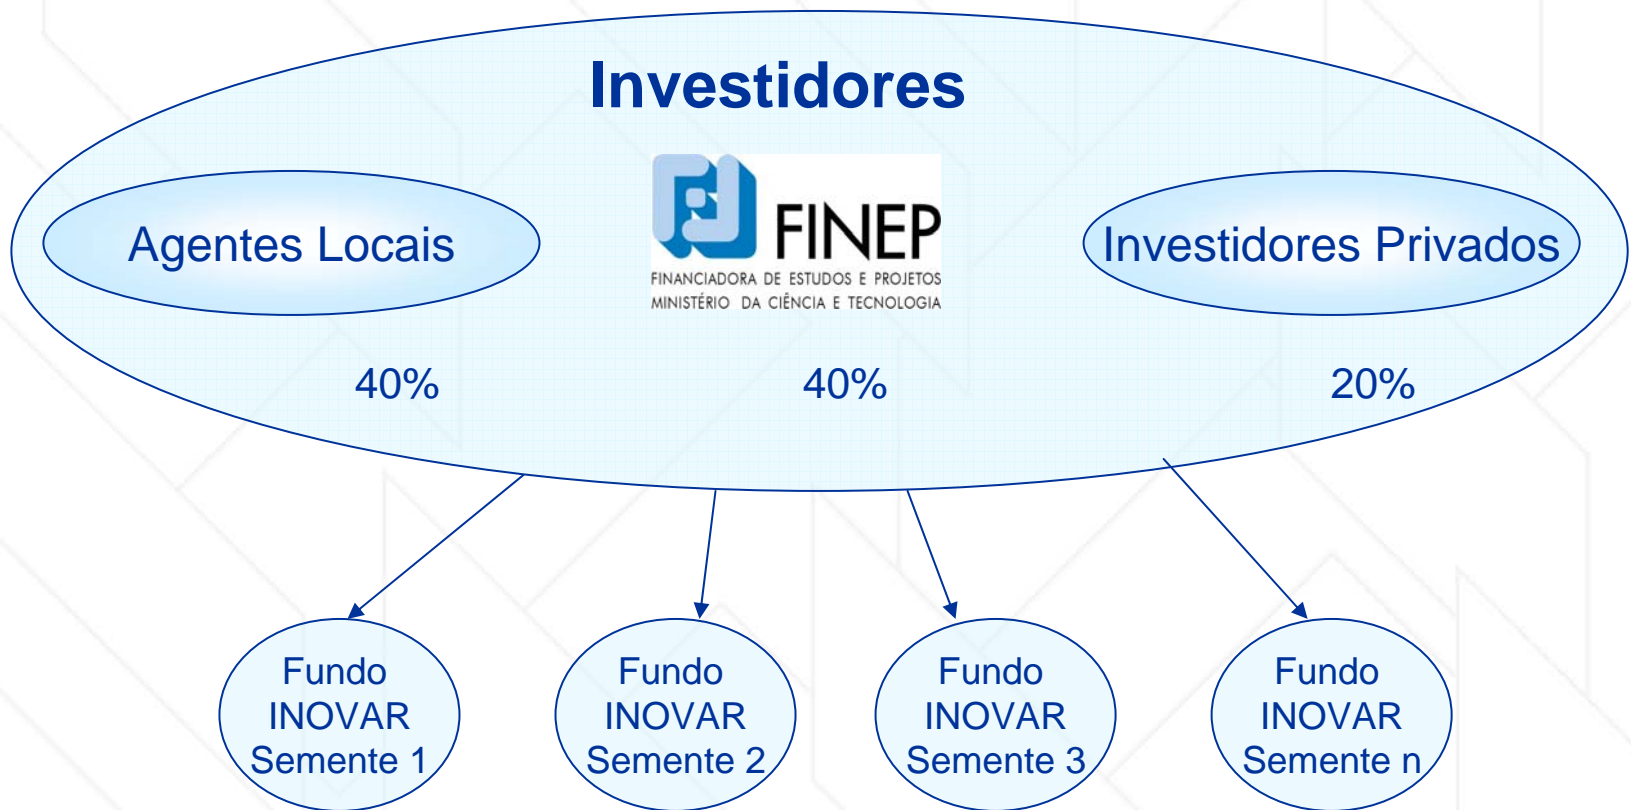 Investidores
Agentes Locais
FINEP
FINANCIADORA DE ESTUDOS E PROJETOS
MINISTÉRIO DA CIÊNCIA E TECNOLOGIA
Investidores Privados
40%
40%
20%
Fundo
INOVAR
Semente 1
Fundo
INOVAR
Semente 2
Fundo
INOVAR
Semente 3
Fundo
INOVAR
Semente n